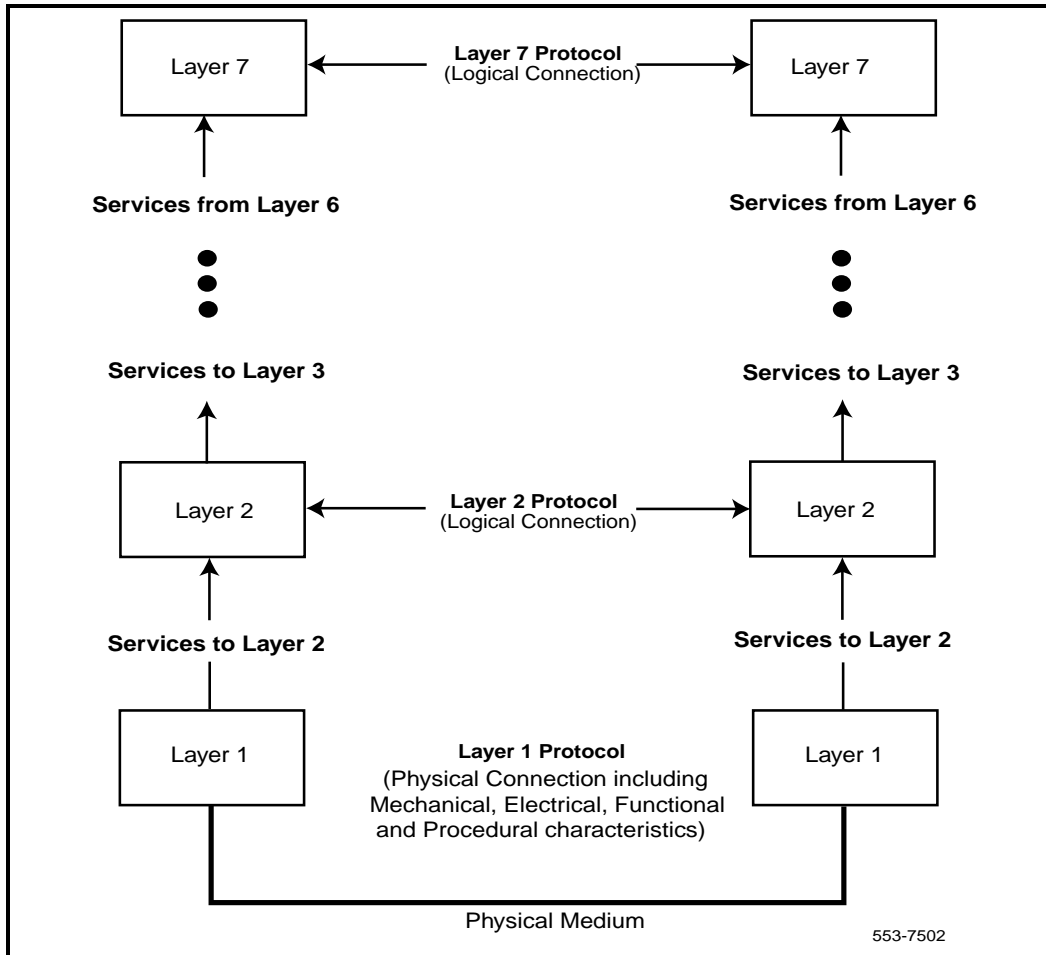 Layer 7
Layer 7 Protocol
(Logical Connection)
Layer 7
Services from Layer 6
Services from Layer 6
Services to Layer 3
Services to Layer 3
Layer 2
Layer 2 Protocol
(Logical Connection)
Layer 2
Services to Layer 2
Services to Layer 2
Layer 1
Layer 1 Protocol
(Physical Connection including
Mechanical, Electrical, Functional
and Procedural characteristics)
Layer 1
Physical Medium
553-7502